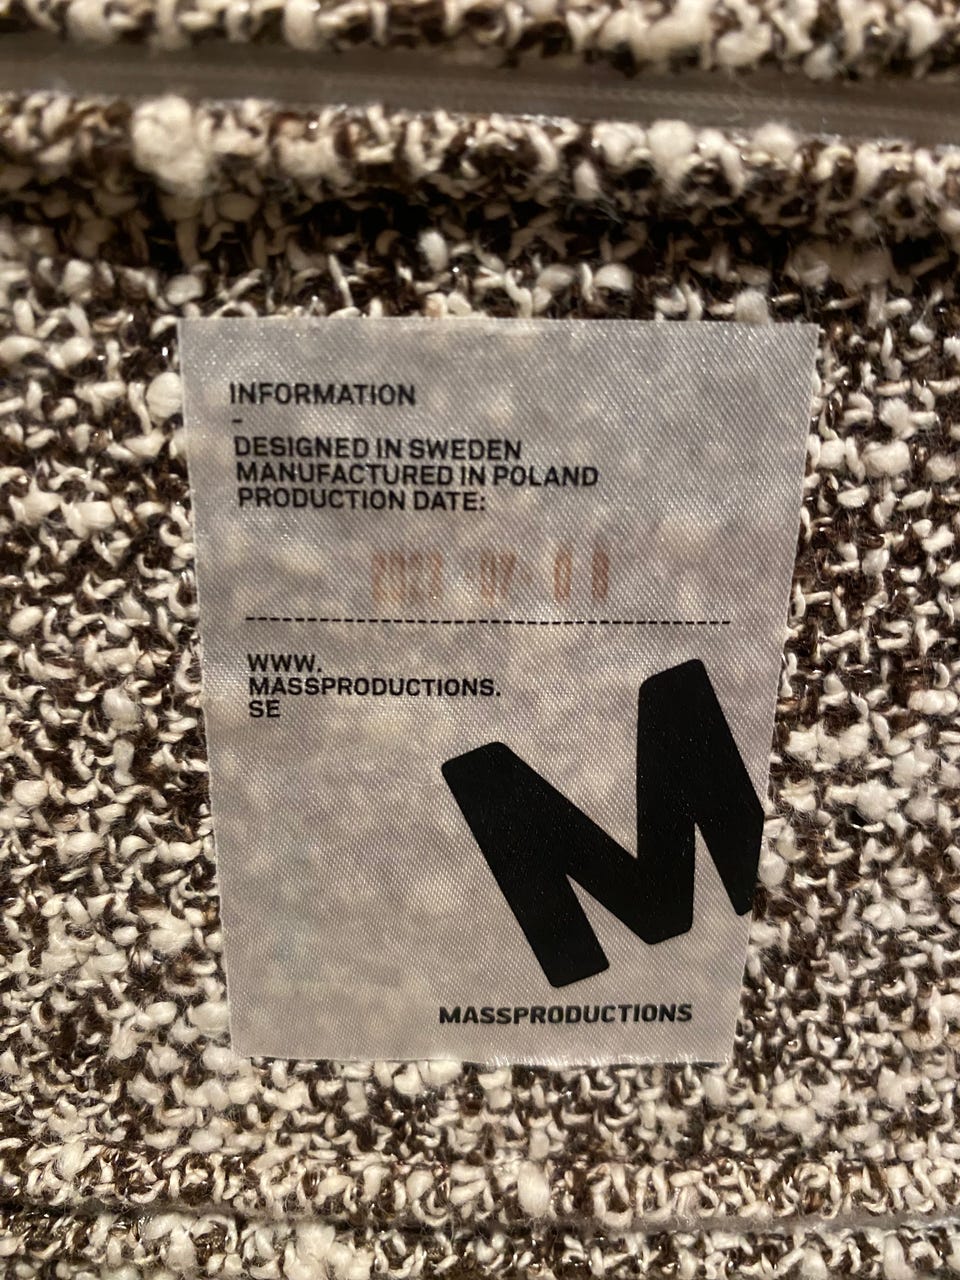 INFORMATION
-
DESIGNED IN SWEDEN
MANUFACTURED IN POLAND
PRODUCTION DATE:
WWW.
MASSPRODUCTIONS.
SE
M
MASSPRODUCTIONS